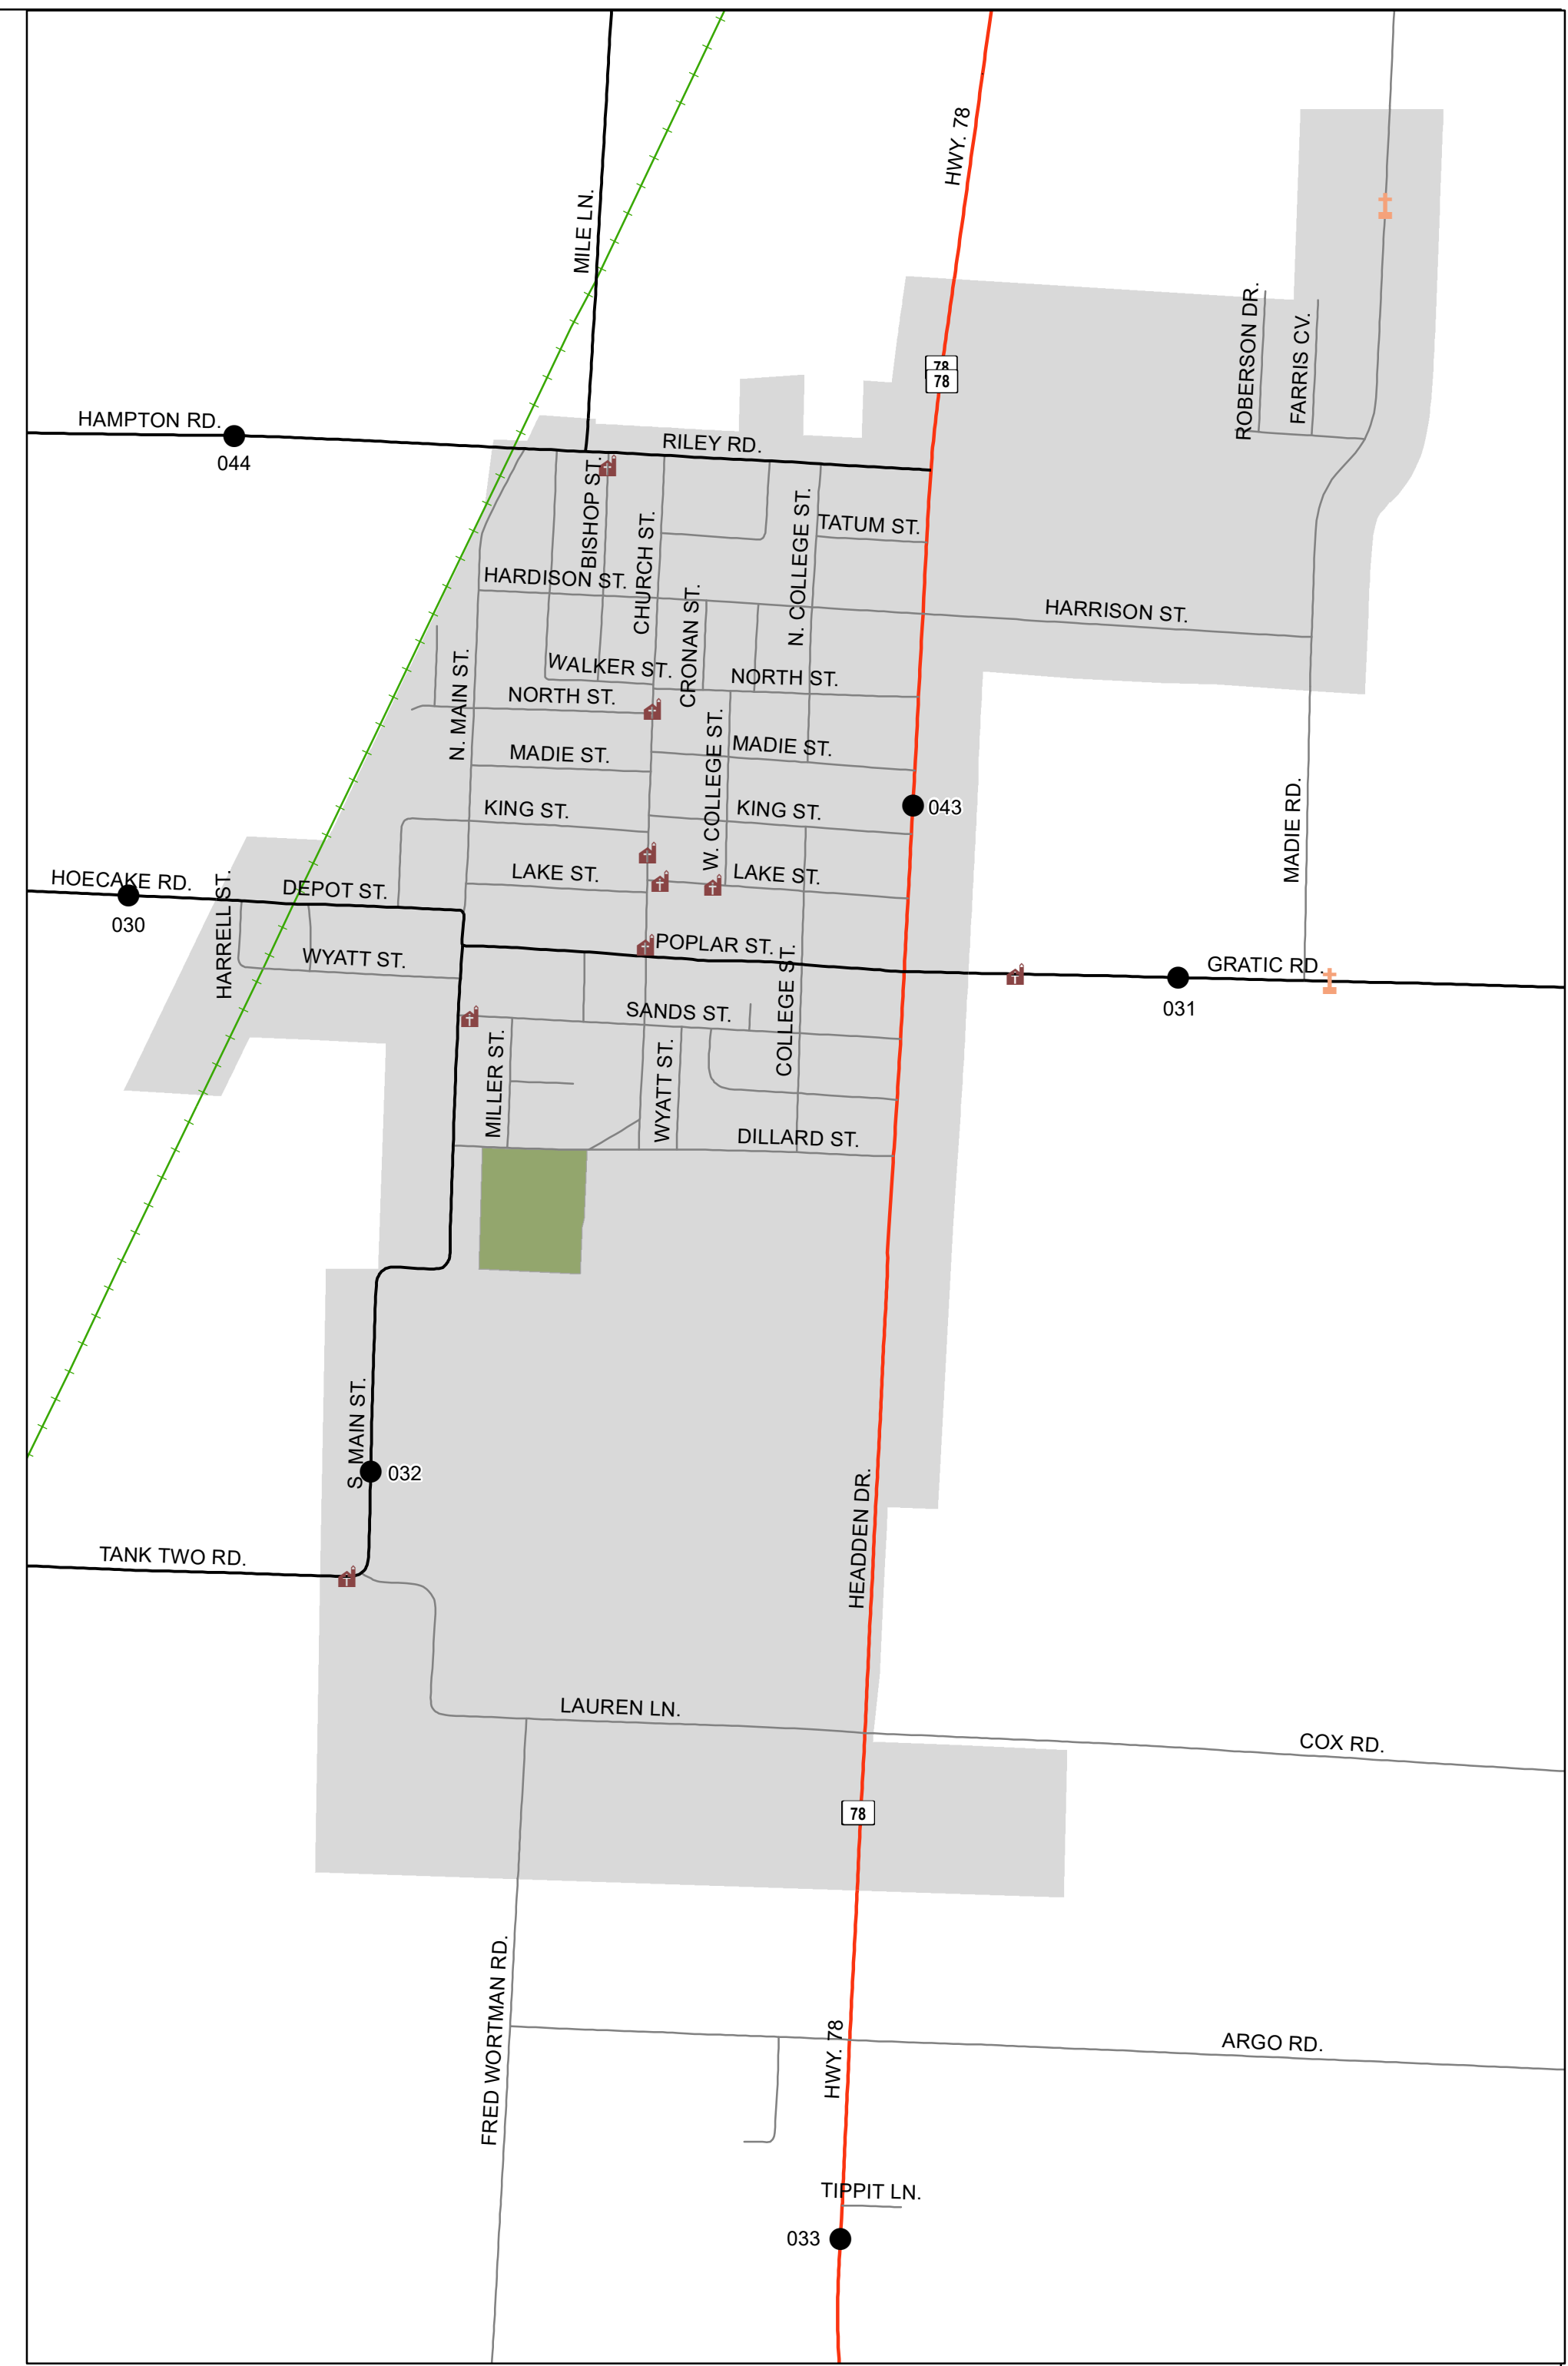 HWY. 78
MILE LN.
ROBERSON DR.
FARRIS CV.
78
78
HAMPTON RD.
044
RILEY RD.
BISHOP ST.
CHURCH ST.
N. COLLEGE ST.
TATUM ST.
HARDISON ST.
CRONAN ST.
HARRISON ST.
N. MAIN ST.
WALKER ST.
NORTH ST.
NORTH ST.
MADIE ST.
MADIE ST.
W. COLLEGE ST.
KING ST.
KING ST.
043
MADIE RD.
HOECAKE RD.
030
HARRELL ST.
DEPOT ST.
LAKE ST.
LAKE ST.
WYATT ST.
POPLAR ST.
COLLEGE ST.
GRATIC RD.
031
SANDS ST.
MILLER ST.
WYATT ST.
DILLARD ST.
S. MAIN ST.
032
HEADDEN DR.
TANK TWO RD.
LAUREN LN.
COX RD.
78
FRED WORTMAN RD.
HWY. 78
ARGO RD.
TIPPIT LN.
033